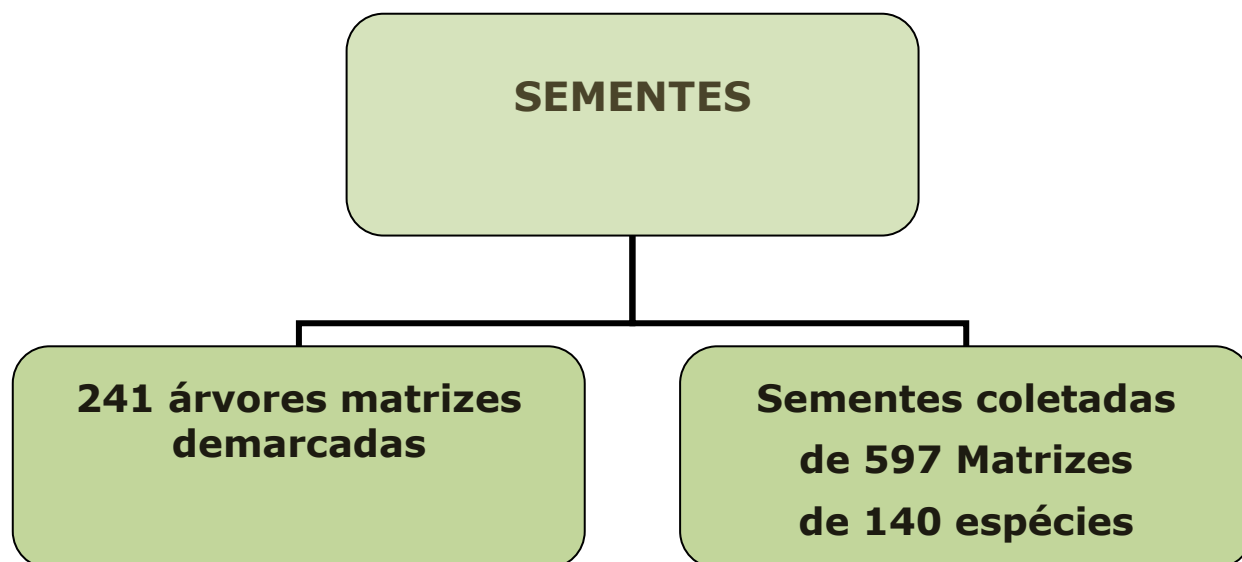 SEMENTES
241 árvores matrizes
demarcadas
Sementes coletadas
de 597 Matrizes
de 140 espécies